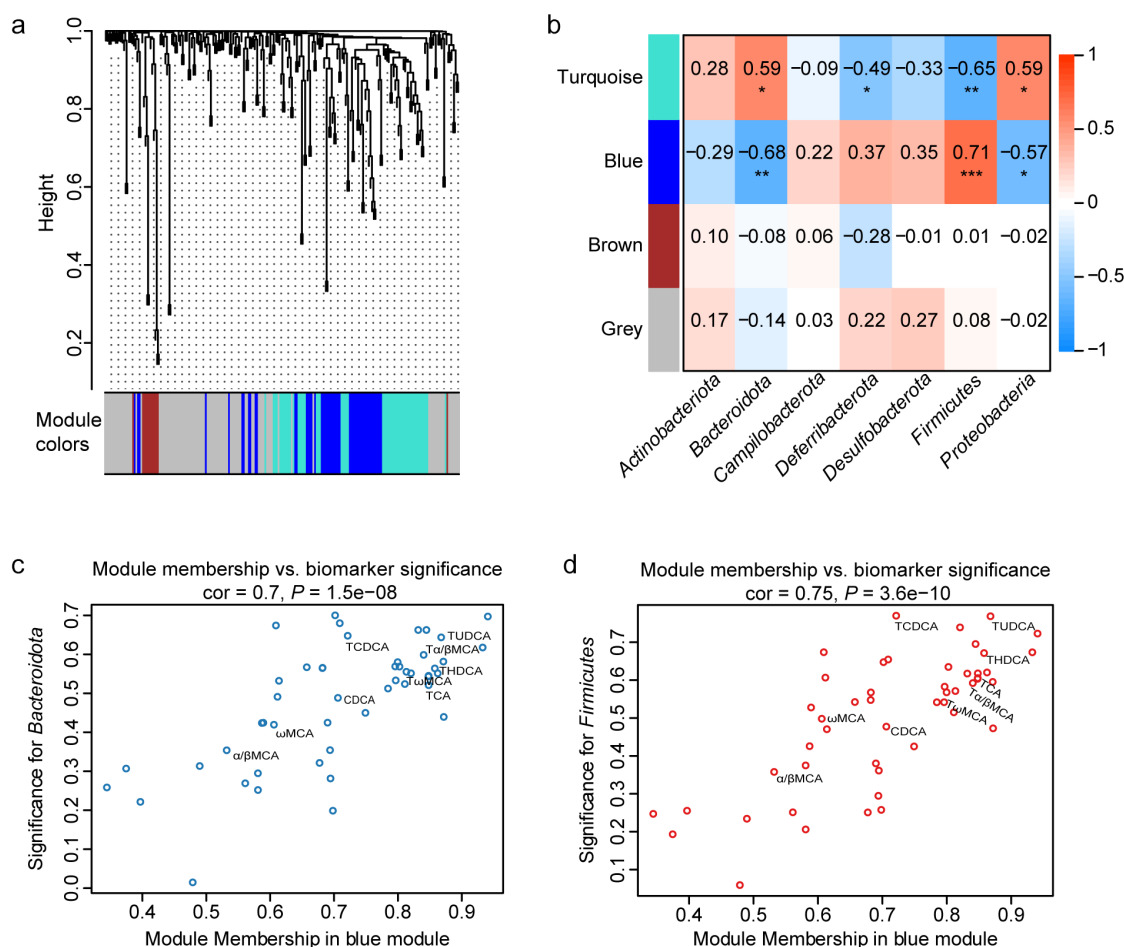 a
1.0
0.8
0.6
0.4
0.2
Height
Module
colors
b
Turquoise
0.28
0.59
*
−0.09
−0.49
*
−0.33
−0.65
**
0.59
*
Blue
−0.29
−0.68
**
0.22
0.37
0.35
0.71
***
−0.57
*
Brown
0.10
−0.08
0.06
−0.28
−0.01
0.01
−0.02
Grey
0.17
−0.14
0.03
0.22
0.27
0.08
−0.02
Actinobacteriota
Bacteroidota
Campilobacterota
Deferribacterota
Desulfobacterota
Firmicutes
Proteobacteria
1
0.5
0
−0.5
−1
c
Module membership vs. biomarker significance
cor = 0.7, P = 1.5e−08
Significance for Bacteroidota
0.7
0.6
0.5
0.4
0.3
0.2
0.1
0.0
TUDCA
TCDCA
Tα/βMCA
THDCA
TωMCA
TCA
CDCA
ωMCA
α/βMCA
0.4 0.5 0.6 0.7 0.8 0.9
Module Membership in blue module
d
Module membership vs. biomarker significance
cor = 0.75, P = 3.6e−10
Significance for Firmicutes
0.7
0.6
0.5
0.4
0.3
0.2
0.1
TCDCA
TUDCA
THDCA
TCA
Tα/βMCA
TωMCA
ωMCA
CDCA
α/βMCA
0.4 0.5 0.6 0.7 0.8 0.9
Module Membership in blue module